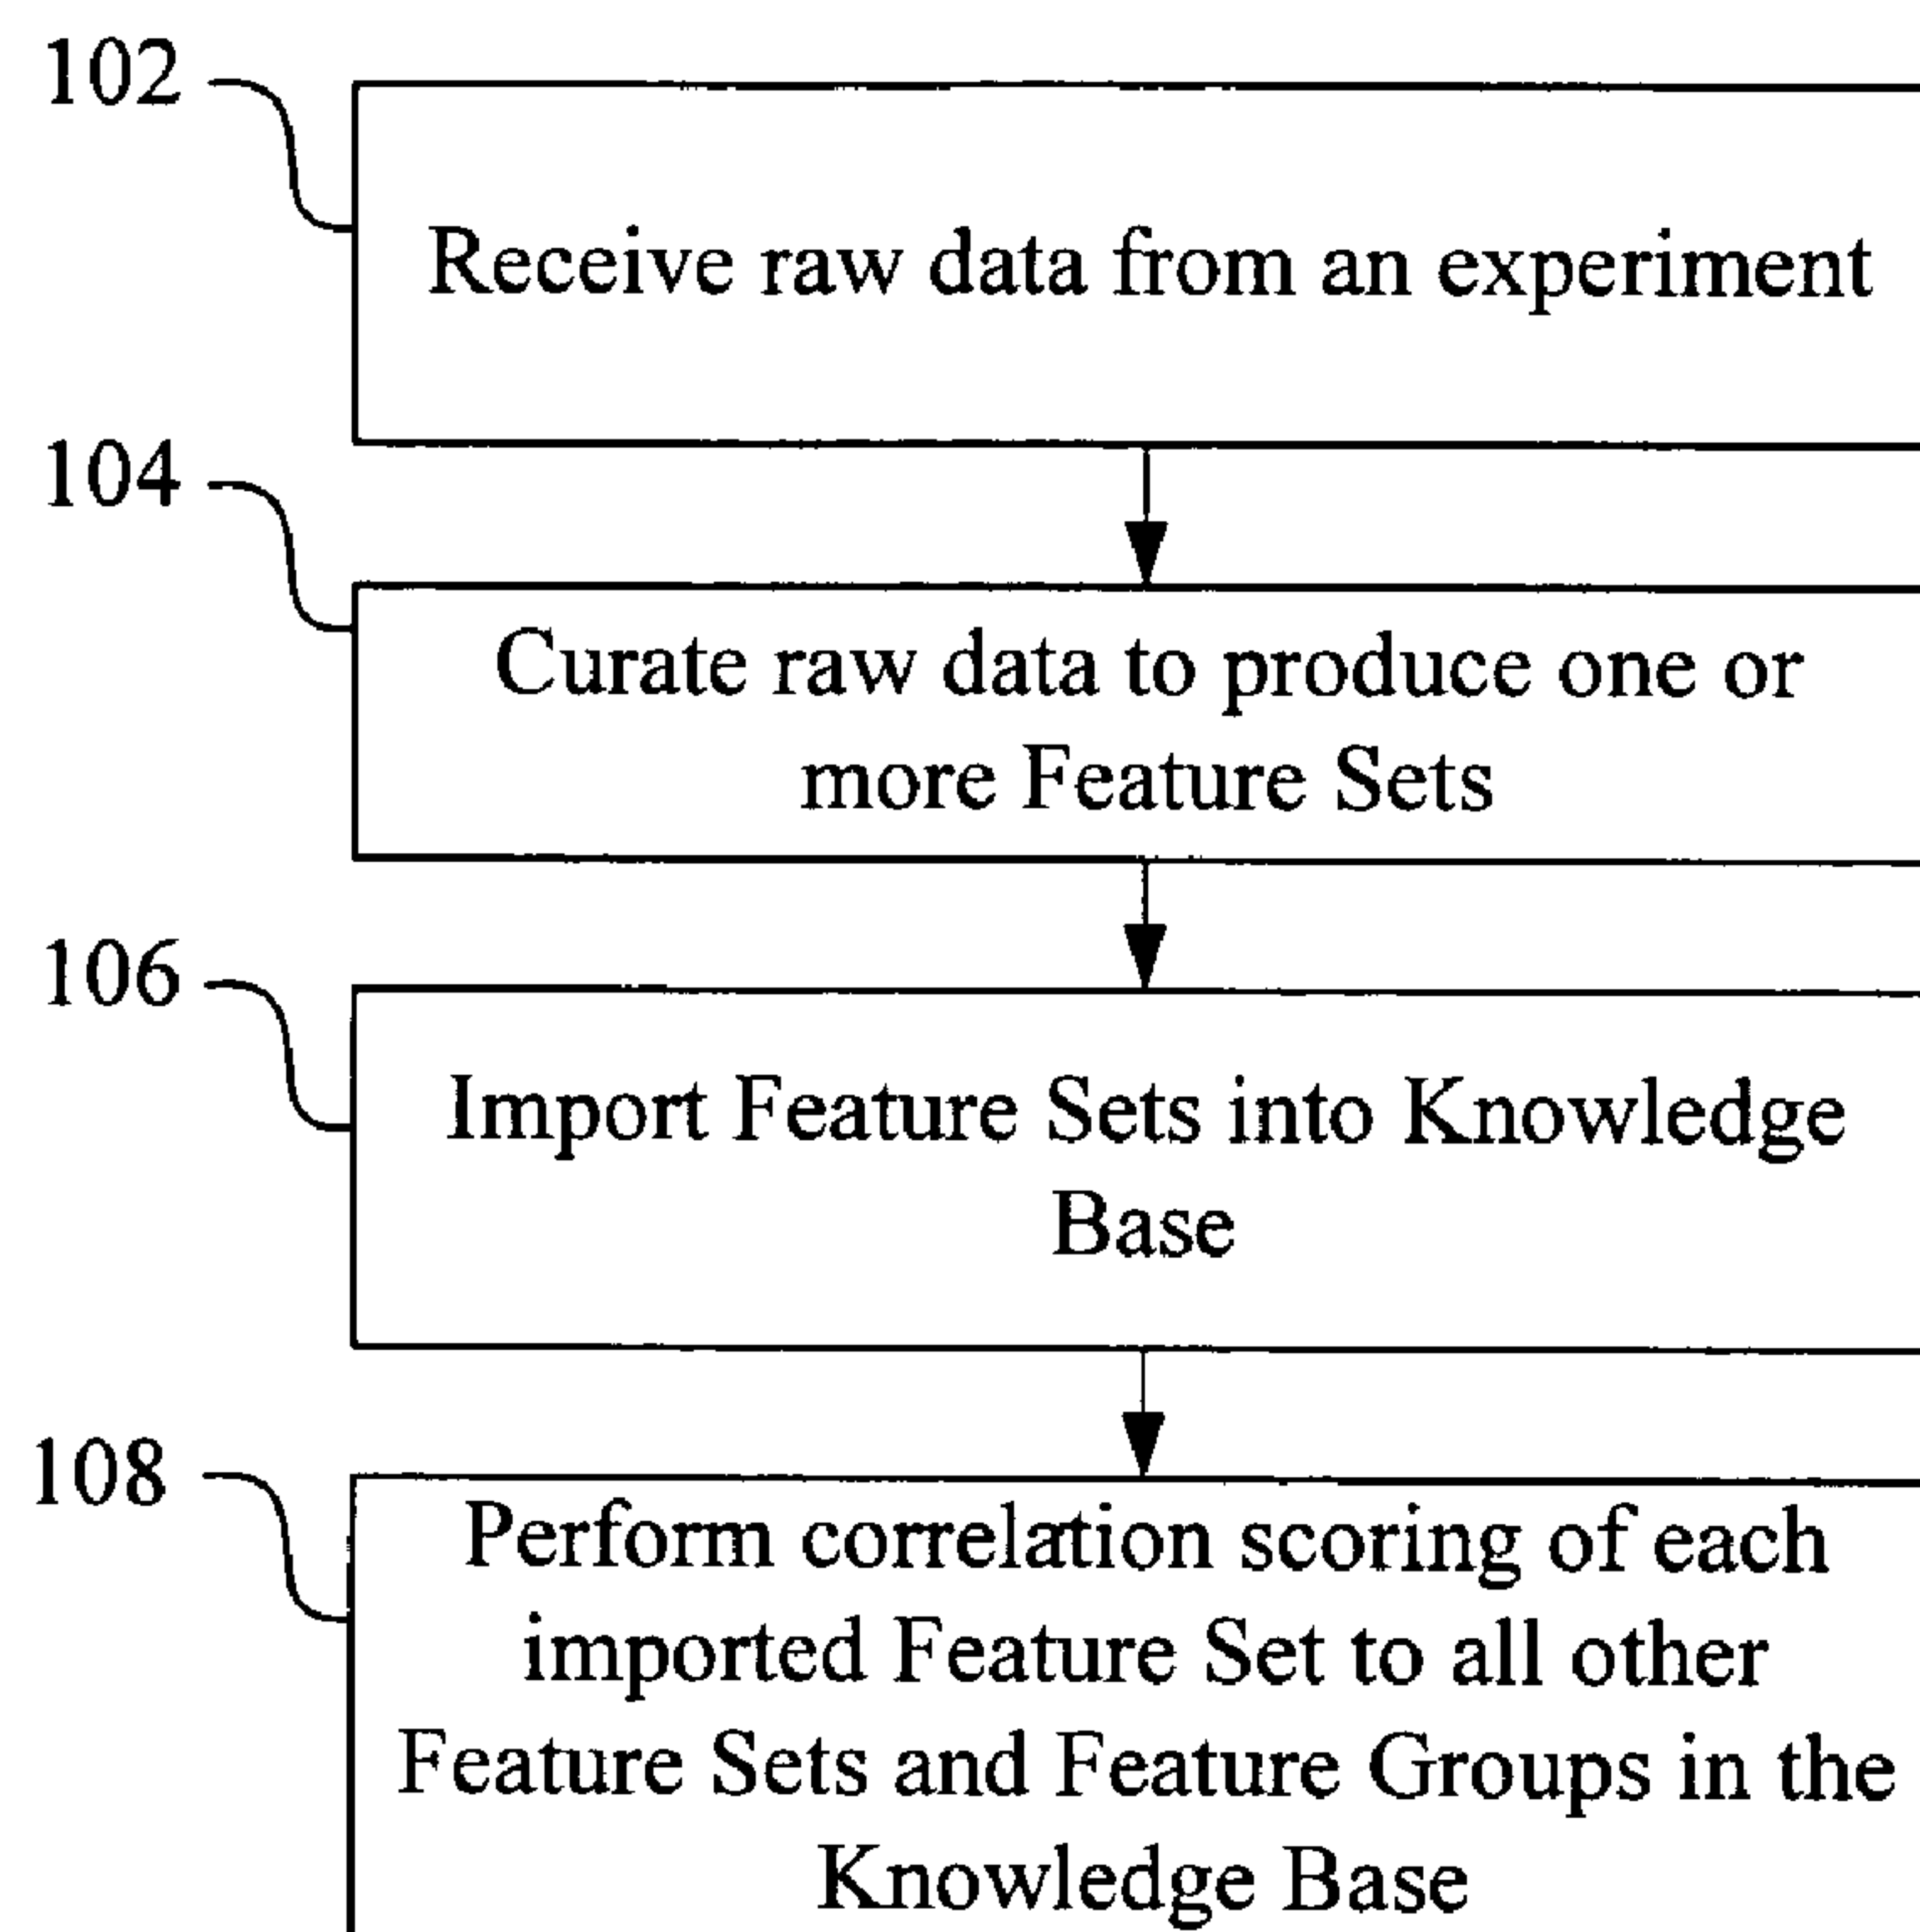 102
Receive raw data from an experiment
104
Curate raw data to produce one or
more Feature Sets
106
Import Feature Sets into Knowledge
Base
108
Perform correlation scoring of each
imported Feature Set to all other
Feature Sets and Feature Groups in the
Knowledge Base